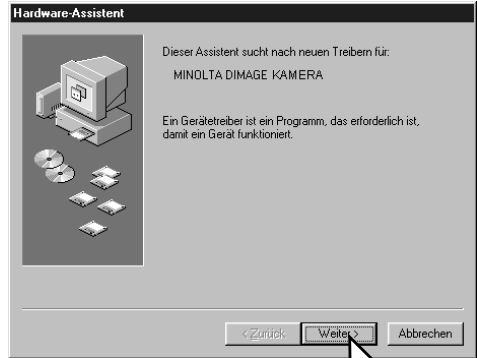 Hardware-Assistent
Dieser Assistent sucht nach neuen Treibern für:
MINOLTA DIMAGE KAMERA
Ein Gerätetreiber ist ein Programm, das erforderlich ist,
damit ein Gerät funktioniert.
< Zurück Weiter > Abbrechen